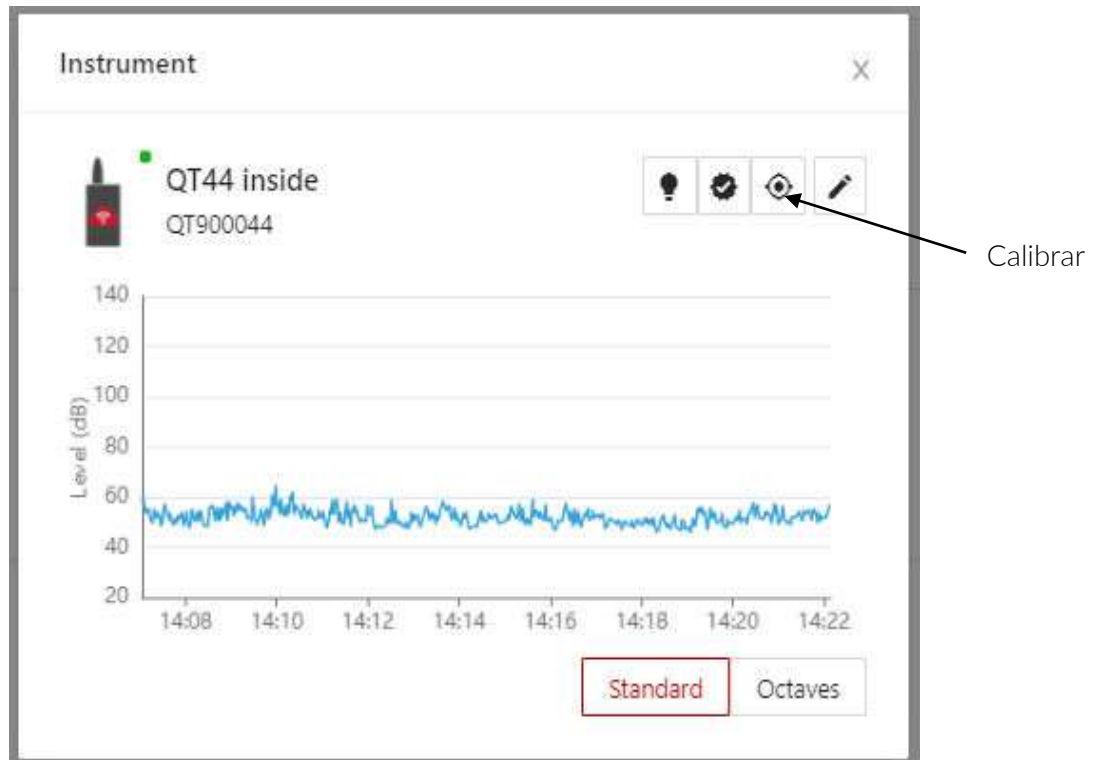 Instrument
X
QT44 inside
QT900044
Calibrar
140
120
100
80
60
40
20
Level (dB)
14:08 14:10 14:12 14:14 14:16 14:18 14:20 14:22
Standard Octaves